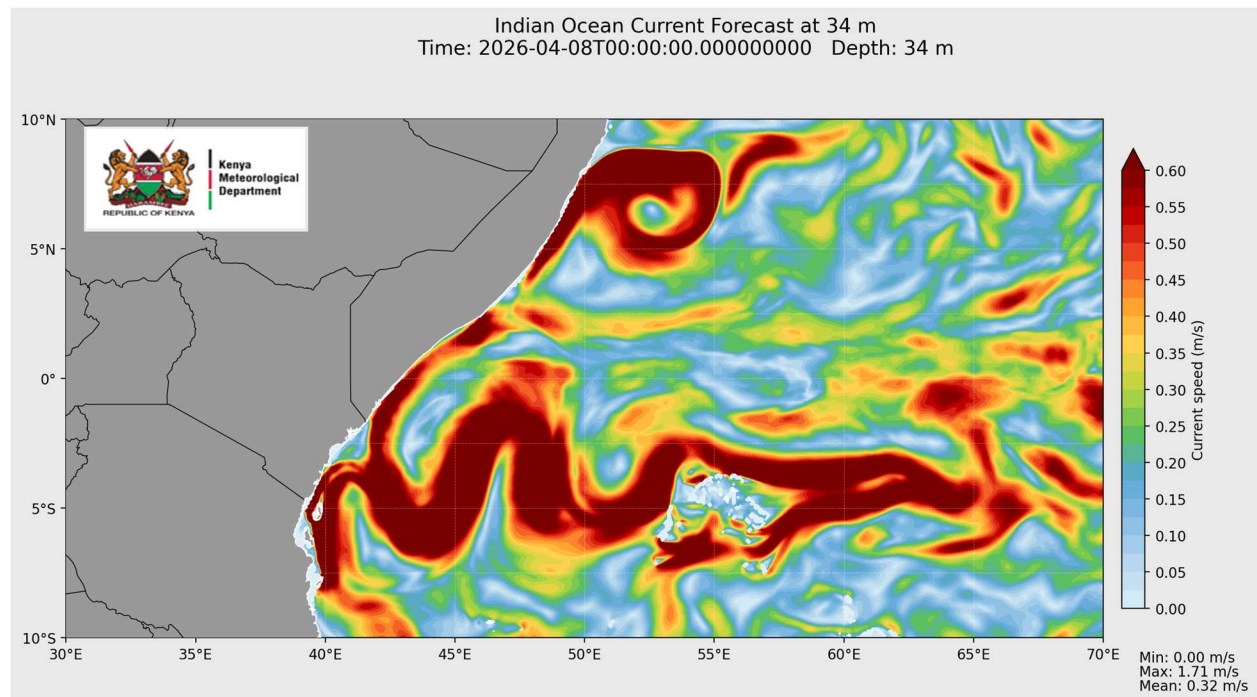 Indian Ocean Current Forecast at 34 m
Time: 2026-04-08T00:00:00.000000000   Depth: 34 m
10°N
5°N
0°
5°S
10°S
Kenya
Meteorological
Department
REPUBLIC OF KENYA
30°E
35°E
40°E
45°E
50°E
55°E
60°E
65°E
70°E
0.60
0.55
0.50
0.45
0.40
0.35
0.30
0.25
0.20
0.15
0.10
0.05
0.00
Current speed (m/s)
Min: 0.00 m/s
Max: 1.71 m/s
Mean: 0.32 m/s